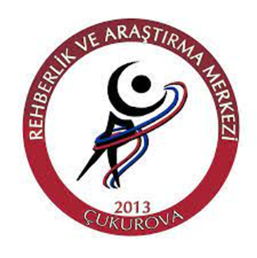 REHBERLİK VE ARAŞTIRMA MERKEZİ
2013
ÇUKUROVA